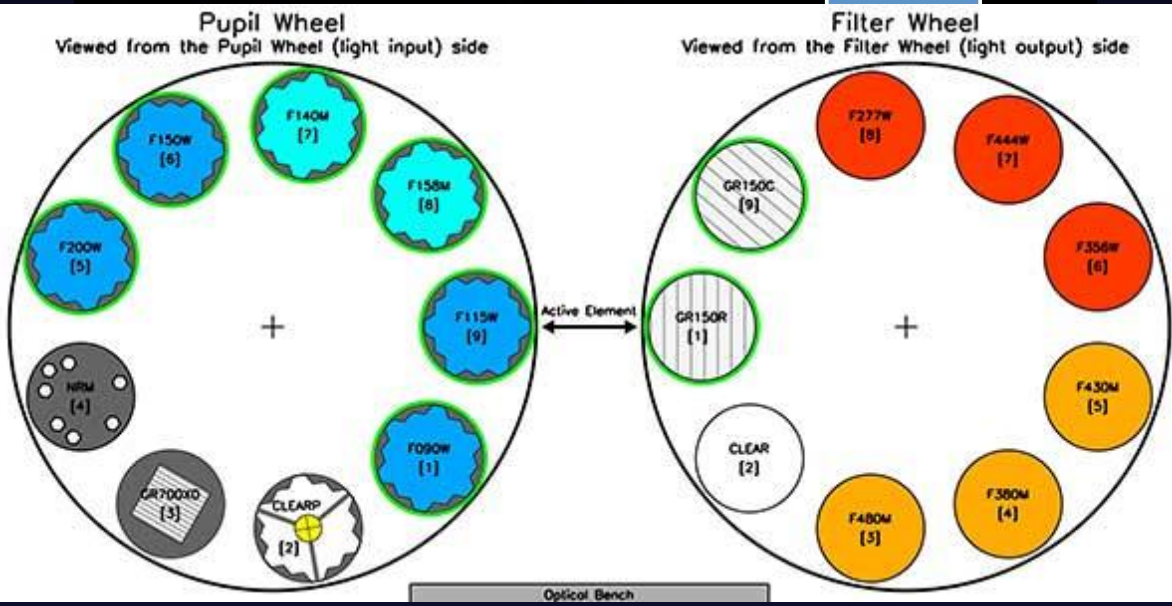 Pupil Wheel
Viewed from the Pupil Wheel (light input) side
F140M
[7]
F150W
[6]
F158M
[8]
F200W
[5]
F115W
[9]
NRM
[4]
F090W
[1]
GR700XD
[3]
CLEARP
[2]
Active Element
Filter Wheel
Viewed from the Filter Wheel (light output) side
F277W
[8]
F444W
[7]
GR150C
[9]
F356W
[6]
GR150R
[1]
F430M
[5]
CLEAR
[2]
F380M
[4]
F480M
[3]
Optical Bench